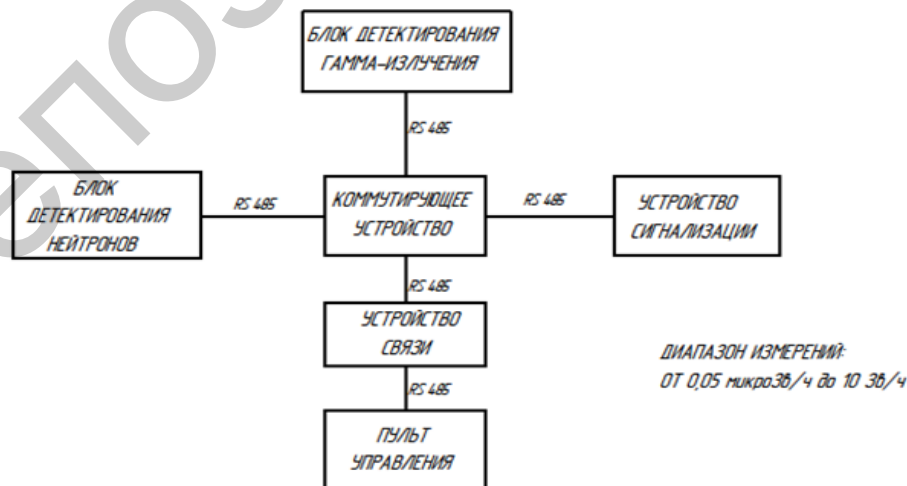 БЛОК ДЕТЕКТИРОВАНИЯ
ГАММА-ИЗЛУЧЕНИЯ
RS 485
БЛОК
ДЕТЕКТИРОВАНИЯ
НЕЙТРОНОВ
RS 485
КОММУТИРУЮЩЕЕ
УСТРОЙСТВО
RS 485
УСТРОЙСТВО
СИГНАЛИЗАЦИИ
RS 485
УСТРОЙСТВО
СВЯЗИ
RS 485
ПУЛЬТ
УПРАВЛЕНИЯ
ДИАПАЗОН ИЗМЕРЕНИЙ:
ОТ 0,05 микроЗв/ч до 10 Зв/ч
епоз